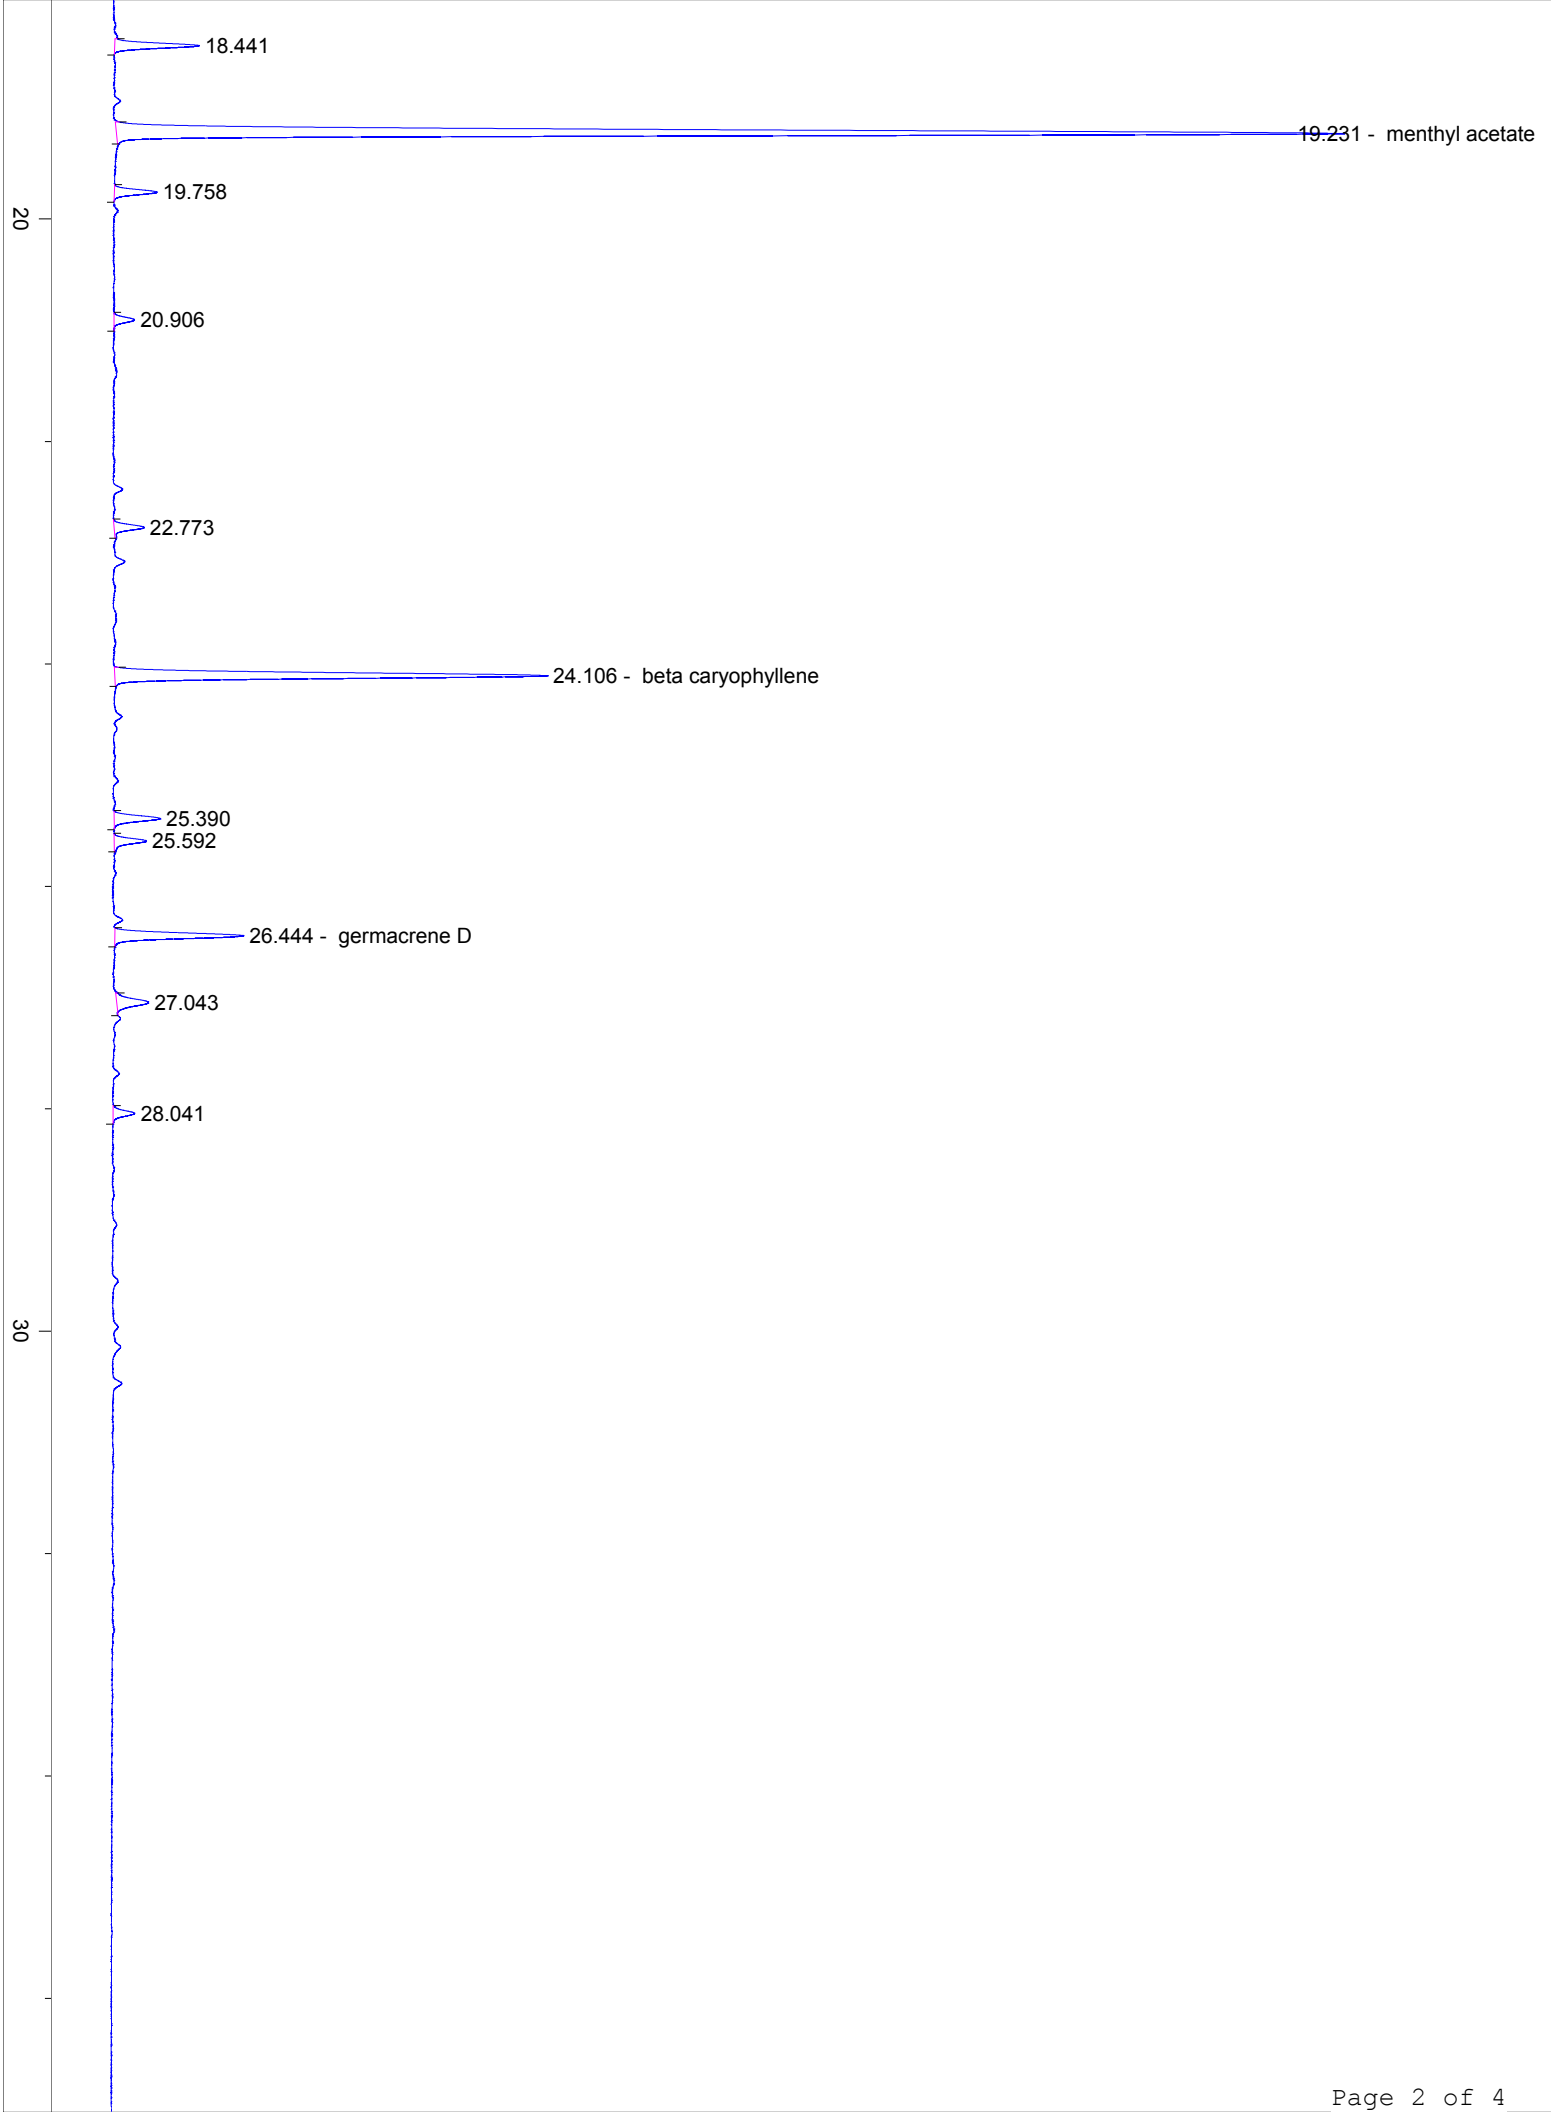 18.441
19.231 - menthyl acetate
19.758
20
20.906
22.773
24.106 - beta caryophyllene
25.390
25.592
26.444 - germacrene D
27.043
28.041
30
Page 2 of 4